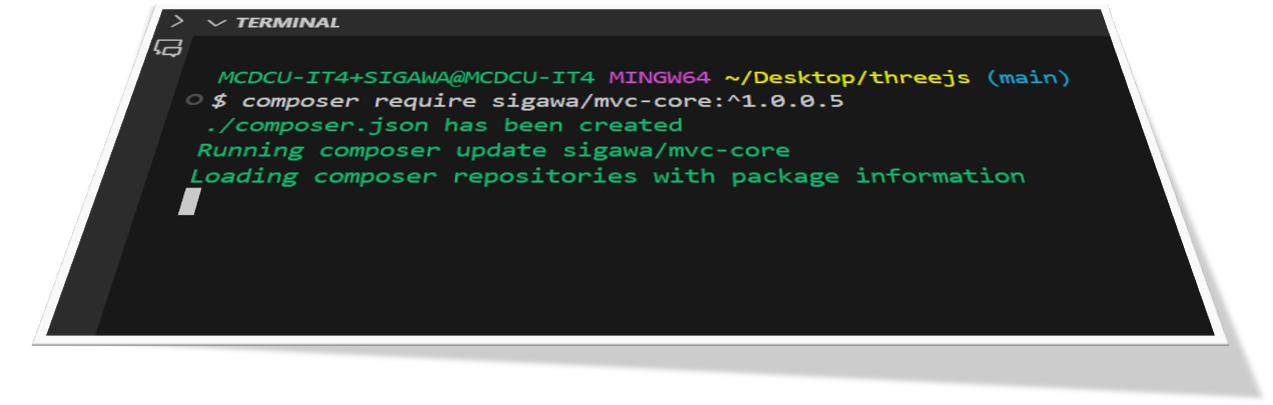 TERMINAL
MCDCU-IT4+SIGAWA@MCDCU-IT4 MINGW64 ~/Desktop/threejs (main)
$ composer require sigawa/mvc-core:^1.0.0.5
./composer.json has been created
Running composer update sigawa/mvc-core
Loading composer repositories with package information